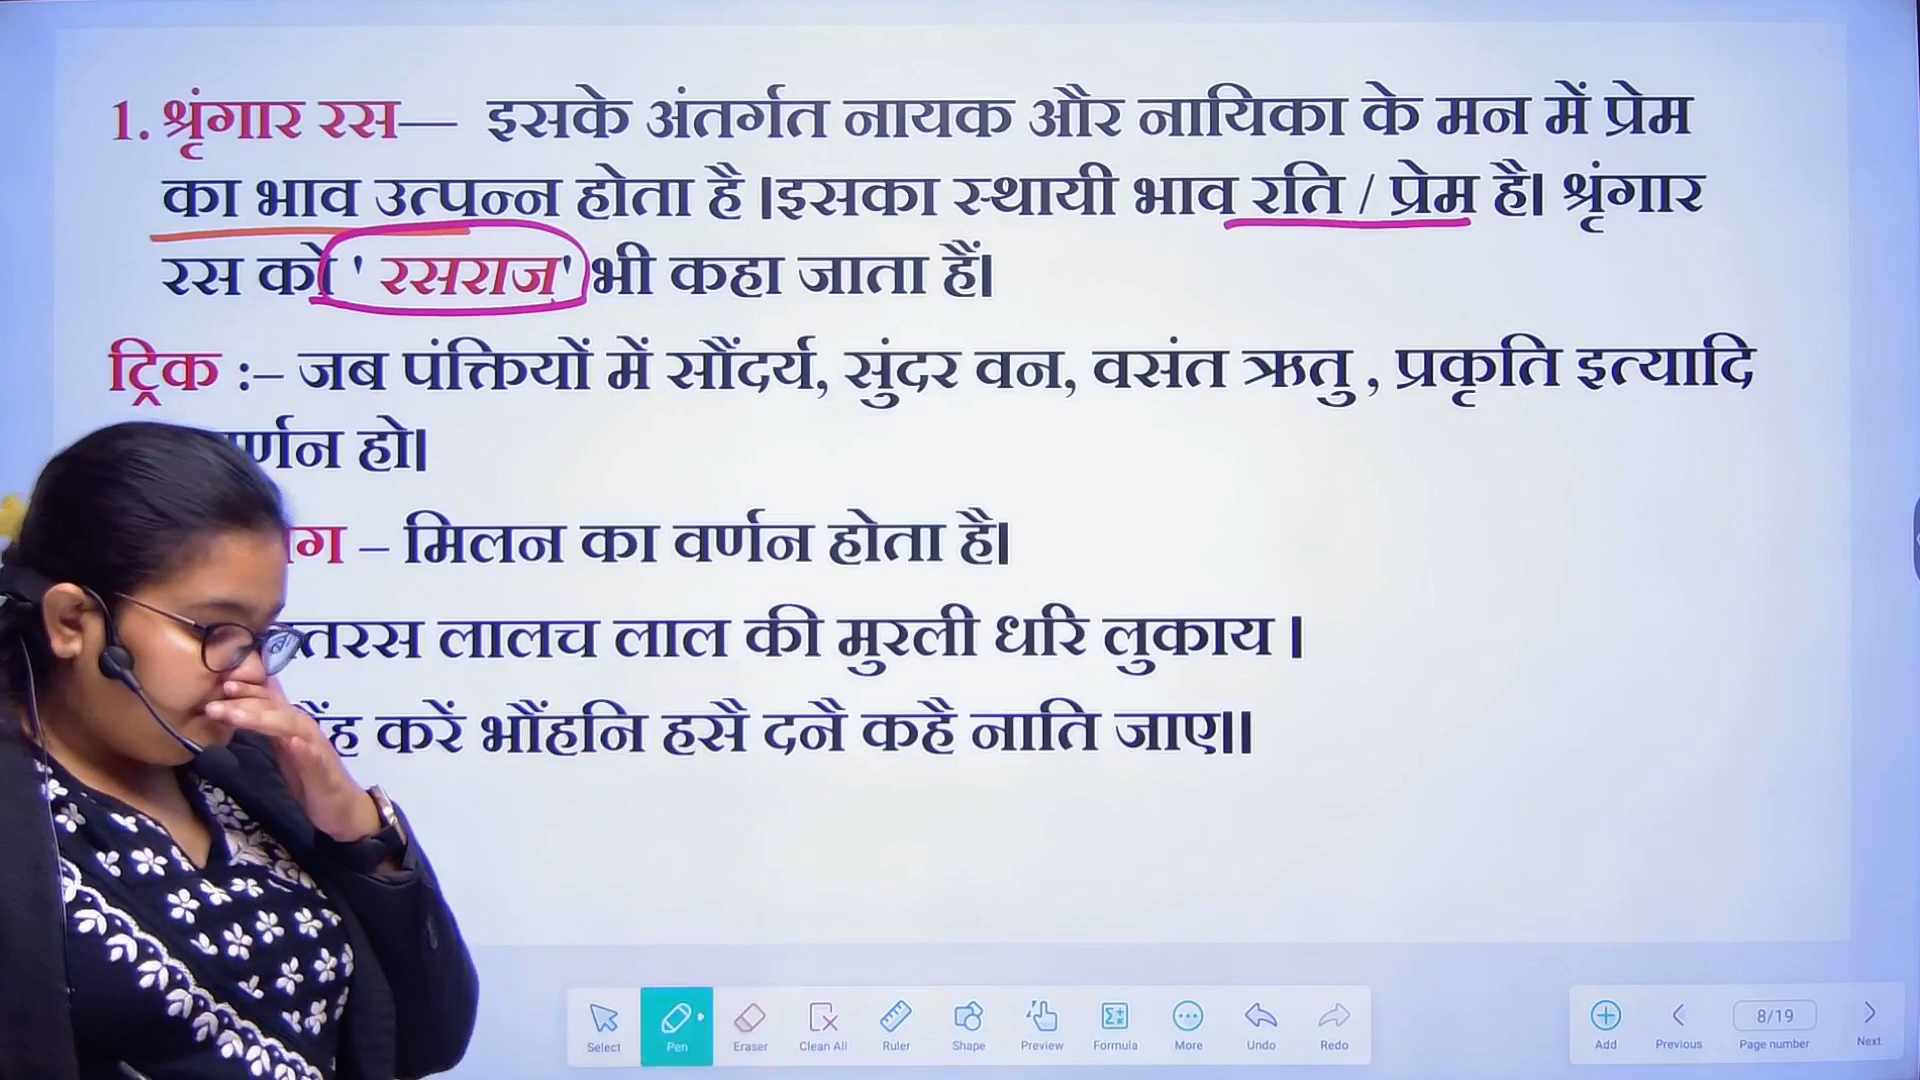 1. श्रृंगार रस— इसके अंतर्गत नायक और नायिका के मन में प्रेम
का भाव उत्पन्न होता है ।इसका स्थायी भाव रति / प्रेम है। श्रृंगार
रस को ' रसराज' भी कहा जाता हैं।
ट्रिक :– जब पंक्तियों में सौंदर्य, सुंदर वन, वसंत ऋतु , प्रकृति इत्यादि
हो।
– मिलन का वर्णन होता है।
लालच लाल की मुरली धरि लुकाय ।
करें भौंहनि हसै दनै कहै नाति जाए।।
Select Pen Eraser Clean All Ruler Shape Preview Formula More Undo Redo
8/19
Add Previous Page number Next